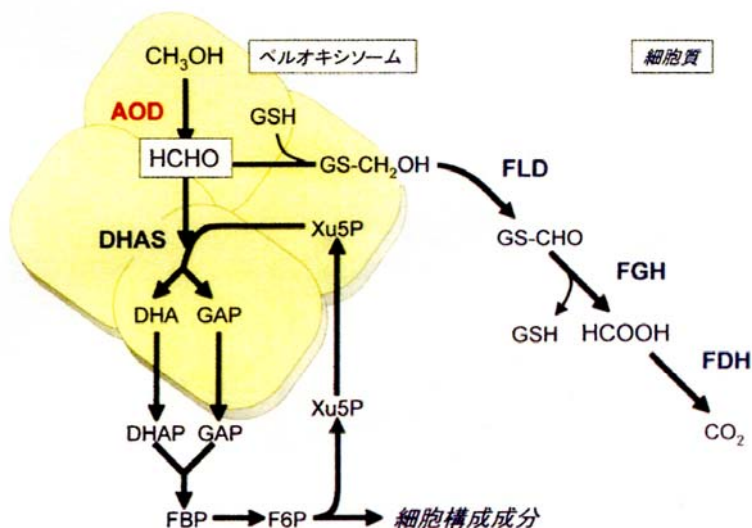 CH₃OH
ペルオキシソーム
細胞質
AOD
GSH
HCHO
GS-CH₂OH
FLD
DHAS
Xu5P
GS-CHO
FGH
DHA GAP
GSH
HCOOH
FDH
Xu5P
DHAP GAP
CO₂
FBP
F6P
細胞構成成分